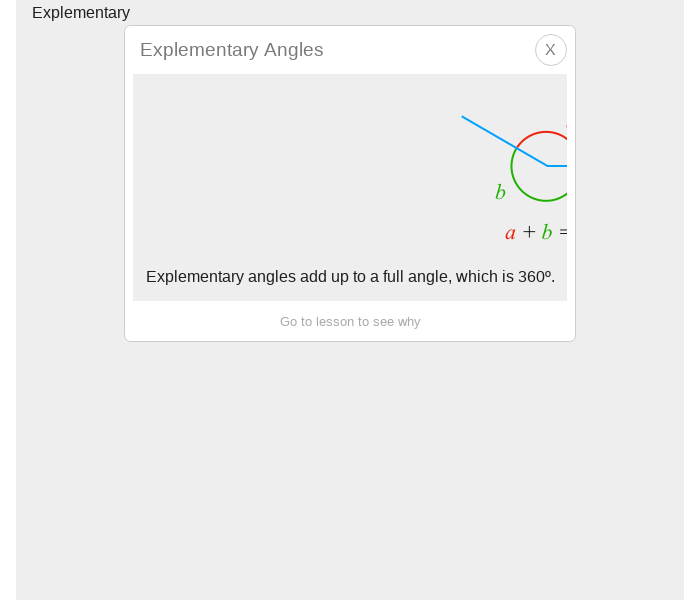 Explementary
Explementary Angles
X
b
a + b =
Explementary angles add up to a full angle, which is 360º.
Go to lesson to see why